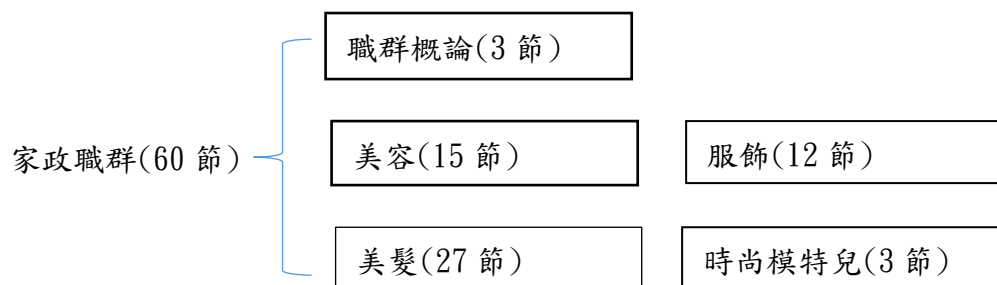 職群概論(3 節)
家政職群(60 節)
美容(15 節)
服飾(12 節)
美髮(27 節)
時尚模特兒(3 節)